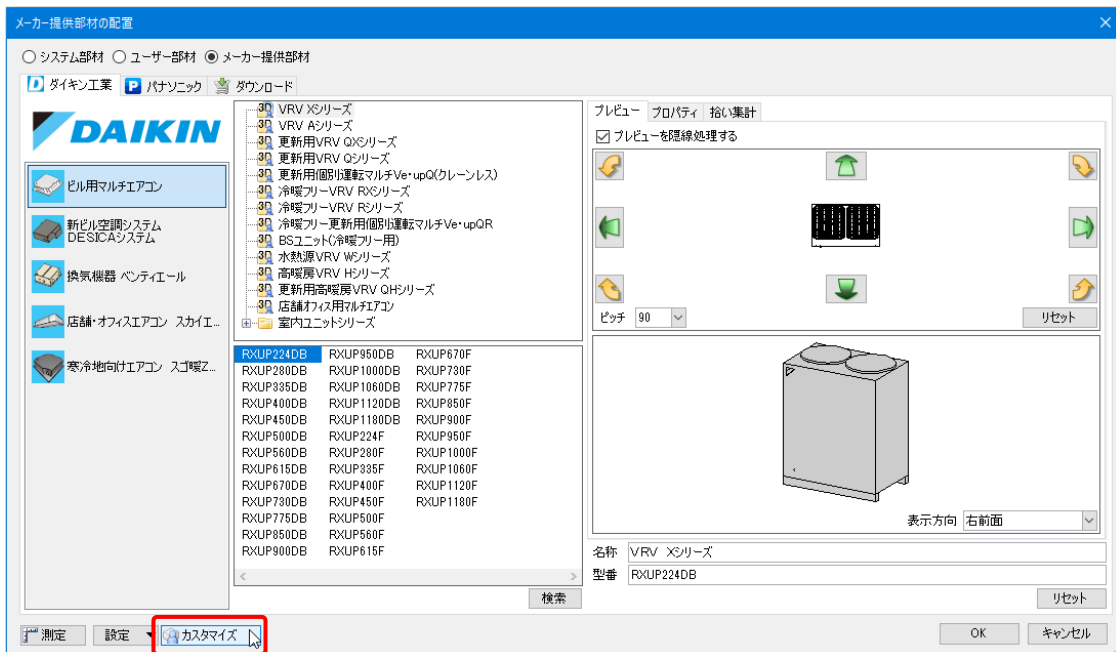 メーカー提供部材の配置
システム部材 ユーザー部材 メーカー提供部材
ダイキン工業 パナソニック ダウンロード
DAIKIN
ビル用マルチエアコン
新ビル空調システム
DESICAシステム
換気機器 ベンティエール
店舗・オフィスエアコン スカイエ...
寒冷地向けエアコン スゴ暖Z...
VRV Xシリーズ
VRV Aシリーズ
更新用VRV QXシリーズ
更新用VRV Qシリーズ
更新用個別運転マルチVe・upQ(クレーンレス)
冷暖フリーVRV RXシリーズ
冷暖フリーVRV Rシリーズ
冷暖フリー更新用個別運転マルチVe・upQR
BSユニット(冷暖フリー用)
水熱源VRV Wシリーズ
高暖房VRV Hシリーズ
更新用高暖房VRV QHシリーズ
店舗オフィス用マルチエアコン
室内ユニットシリーズ
RXUP224DB RXUP950DB RXUP670F
RXUP280DB RXUP1000DB RXUP730F
RXUP335DB RXUP1060DB RXUP775F
RXUP400DB RXUP1120DB RXUP850F
RXUP450DB RXUP1180DB RXUP900F
RXUP500DB RXUP224F RXUP950F
RXUP560DB RXUP280F RXUP1000F
RXUP615DB RXUP335F RXUP1060F
RXUP670DB RXUP400F RXUP1120F
RXUP730DB RXUP450F RXUP1180F
RXUP775DB RXUP500F
RXUP850DB RXUP560F
RXUP900DB RXUP615F
検索
プレビュー プロパティ 拾い集計
プレビューを隠線処理する
ピッチ 90 リセット
表示方向 右前面
名称 VRV Xシリーズ
型番 RXUP224DB
リセット
測定 設定 カスタマイズ OK キャンセル